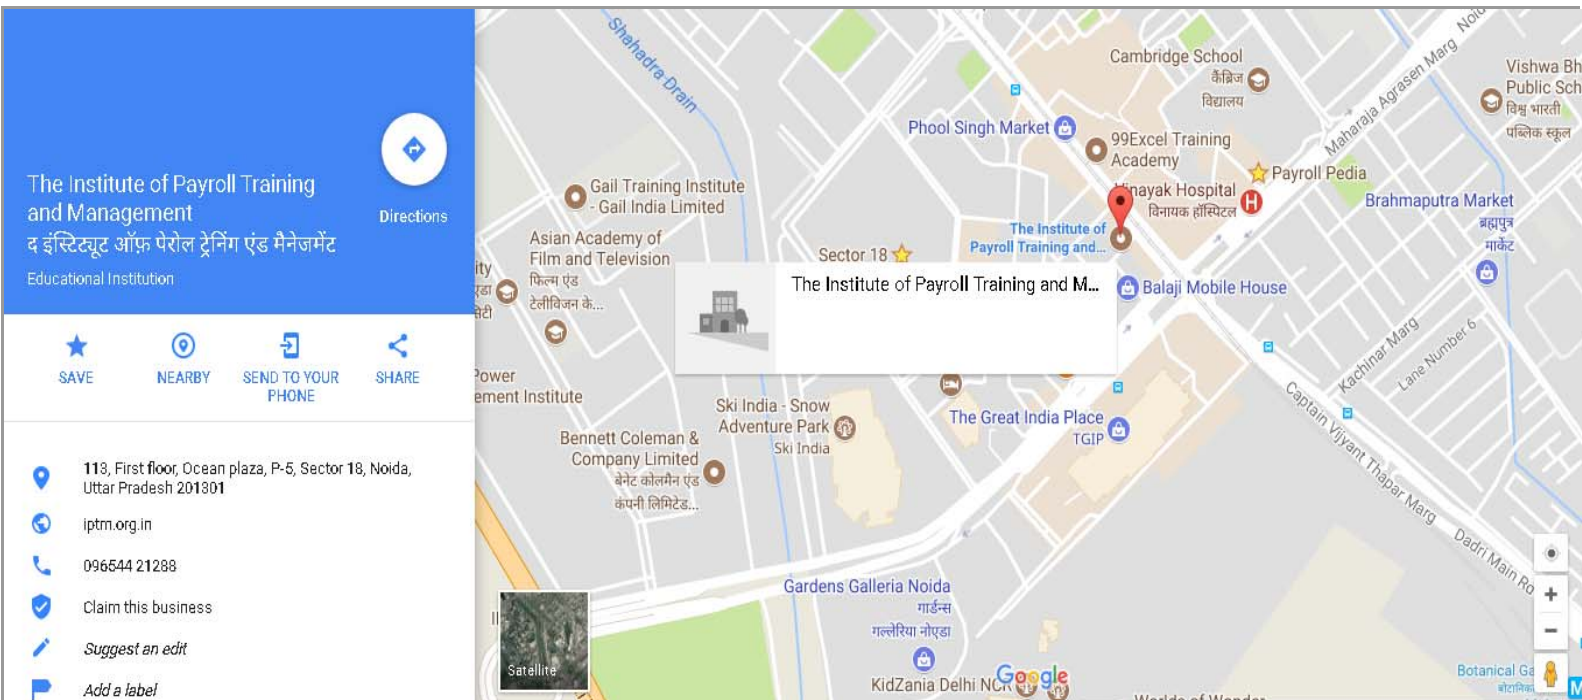 The Institute of Payroll Training
and Management
द इंस्टिट्यूट ऑफ़ पेरोल ट्रेनिंग एंड मैनेजमेंट
Educational Institution
Directions
SAVE
NEARBY
SEND TO YOUR
PHONE
SHARE
113, First floor, Ocean plaza, P-5, Sector 18, Noida,
Uttar Pradesh 201301
iptm.org.in
096544 21288
Claim this business
Suggest an edit
Add a label
Shahadra Drain
Cambridge School
कैंब्रिज
विद्यालय
Maharaja Agrasen Marg
Vishwa Bh
Public Sch
विश्व भारती
पब्लिक स्कूल
Phool Singh Market
99Excel Training
Academy
Payroll Pedia
Vinayak Hospital
विनायक हॉस्पिटल
H
Brahmaputra Market
ब्रह्मपुत्र
मार्केट
Gail Training Institute
- Gail India Limited
The Institute of
Payroll Training and...
Asian Academy of
Film and Television
फिल्म एंड
टेलीविजन के...
Sector 18
The Institute of Payroll Training and M...
Balaji Mobile House
ity
Power
ement Institute
Kachinar Marg
Lane Number 6
Ski India - Snow
Adventure Park
Ski India
The Great India Place
TGIP
Captain Vijyant Thapar Marg
Bennett Coleman &
Company Limited
बेनेट कोलमैन एंड
कंपनी लिमिटेड...
Dadri Main Ro
Gardens Galleria Noida
गार्डन्स
गल्लेरिया नोएडा
KidZania Delhi NCR
Google
Satellite
Botanical Ga
M
+
−